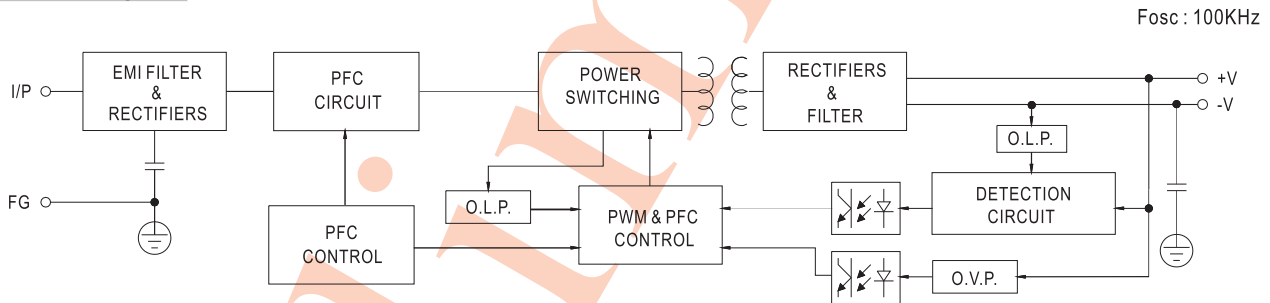 Fosc : 100KHz
I/P
EMI FILTER
&
RECTIFIERS
PFC
CIRCUIT
POWER
SWITCHING
RECTIFIERS
&
FILTER
+V
-V
O.L.P.
FG
O.L.P.
PFC
CONTROL
PWM & PFC
CONTROL
DETECTION
CIRCUIT
O.V.P.